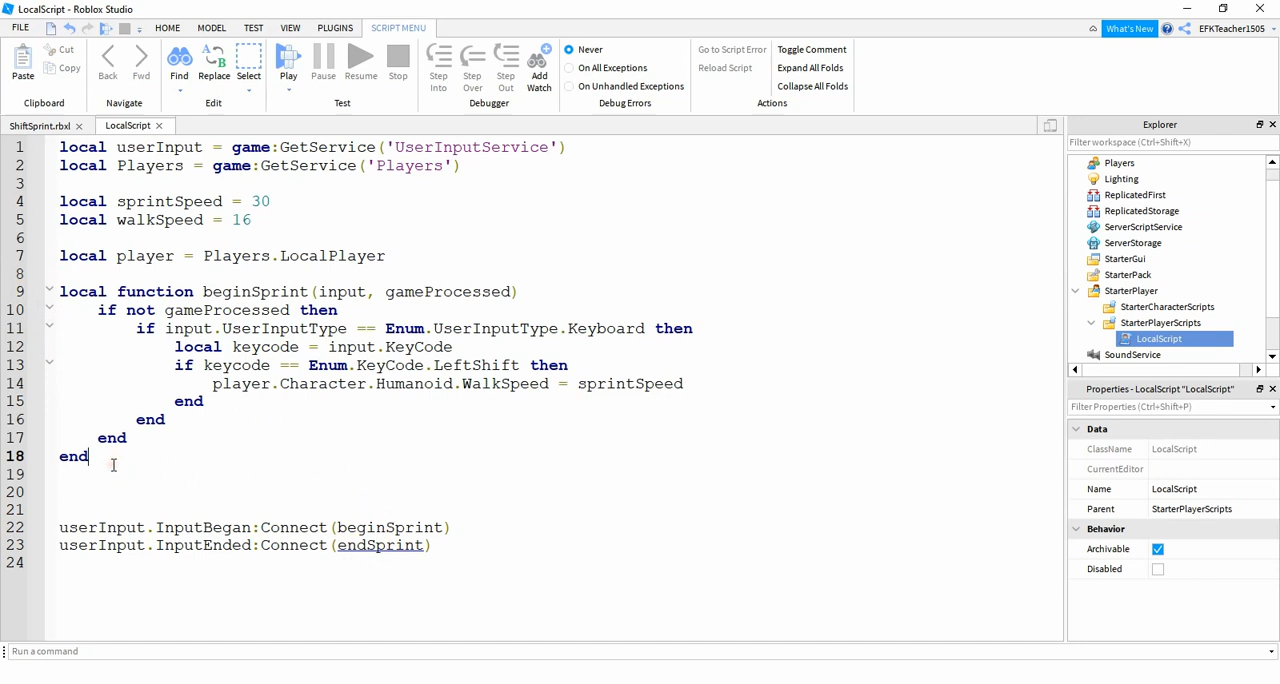 LocalScript - Roblox Studio
FILE HOME MODEL TEST VIEW PLUGINS SCRIPT MENU What's New EFKTeacher1505
Paste Cut Copy Back Fwd Find Replace Select Play Pause Resume Stop Step Into Step Over Step Out Add Watch
Never
On All Exceptions
On Unhandled Exceptions
Go to Script Error
Reload Script
Toggle Comment
Expand All Folds
Collapse All Folds
Clipboard Navigate Edit Test Debugger Debug Errors Actions
ShiftSprint.rbxl LocalScript
1 local userInput = game:GetService('UserInputService')
2 local Players = game:GetService('Players')
3
4 local sprintSpeed = 30
5 local walkSpeed = 16
6
7 local player = Players.LocalPlayer
8
9 local function beginSprint(input, gameProcessed)
10 if not gameProcessed then
11 if input.UserInputType == Enum.UserInputType.Keyboard then
12 local keycode = input.KeyCode
13 if keycode == Enum.KeyCode.LeftShift then
14 player.Character.Humanoid.WalkSpeed = sprintSpeed
15 end
16 end
17 end
18 end
19
20
21
22 userInput.InputBegan:Connect(beginSprint)
23 userInput.InputEnded:Connect(endSprint)
24
Explorer
Filter workspace (Ctrl+Shift+X)
Players
Lighting
ReplicatedFirst
ReplicatedStorage
ServerScriptService
ServerStorage
StarterGui
StarterPack
StarterPlayer
StarterCharacterScripts
StarterPlayerScripts
LocalScript
SoundService
Properties - LocalScript "LocalScript"
Filter Properties (Ctrl+Shift+P)
Data
ClassName LocalScript
CurrentEditor
Name LocalScript
Parent StarterPlayerScripts
Behavior
Archivable
Disabled
Run a command